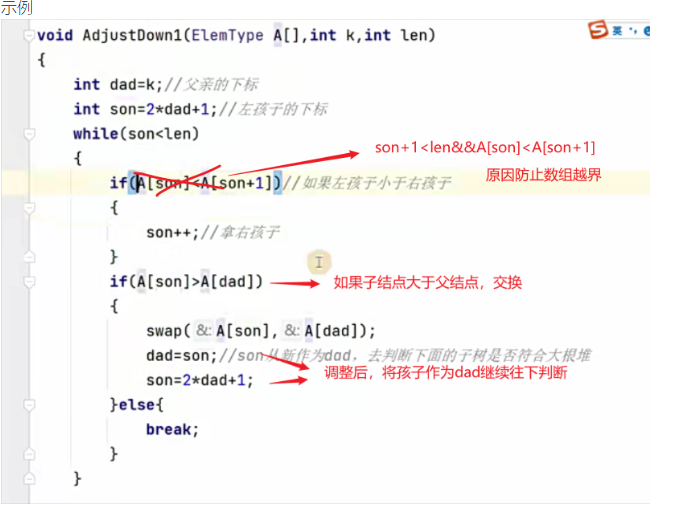 示例
void AdjustDown1(ElemType A[],int k,int len)
{
int dad=k;//父亲的下标
int son=2*dad+1;//左孩子的下标
while(son<len)
{
son+1<len&&A[son]<A[son+1]
原因防止数组越界
if(A[son]<A[son+1])//如果左孩子小于右孩子
{
son++;//拿右孩子
}
if(A[son]>A[dad])
如果子结点大于父结点，交换
{
swap( &: A[son], &: A[dad]);
dad=son;//son从新作为dad，去判断下面的子树是否符合大根堆
son=2*dad+1;
调整后，将孩子作为dad继续往下判断
}else{
break;
}
}
英